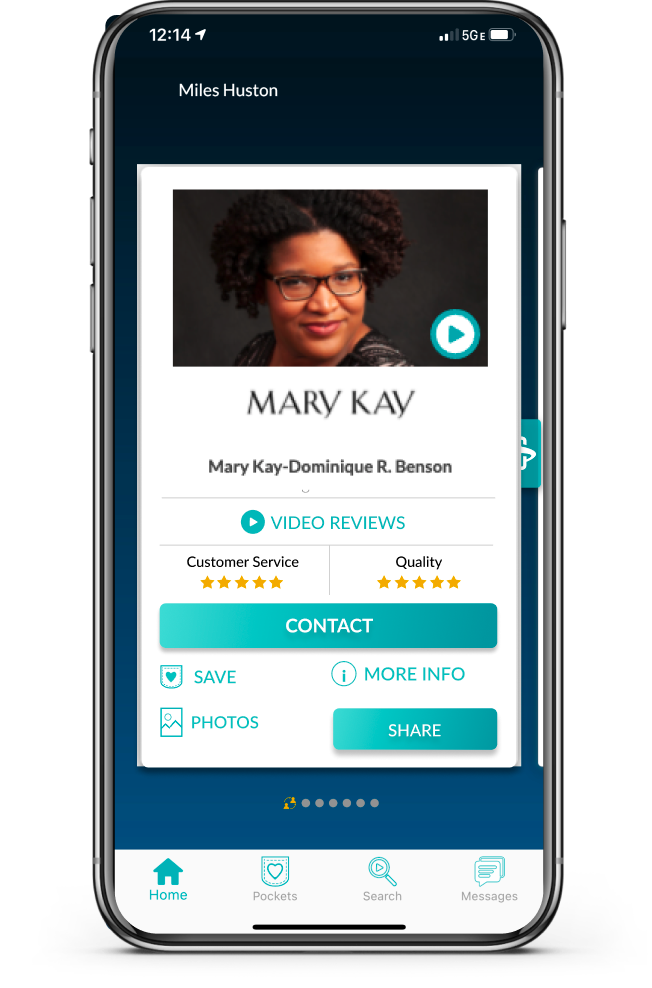 12:14
5GE
Miles Huston
MARY KAY
Mary Kay-Dominique R. Benson
VIDEO REVIEWS
Customer Service
Quality
CONTACT
SAVE
MORE INFO
PHOTOS
SHARE
Home
Pockets
Search
Messages